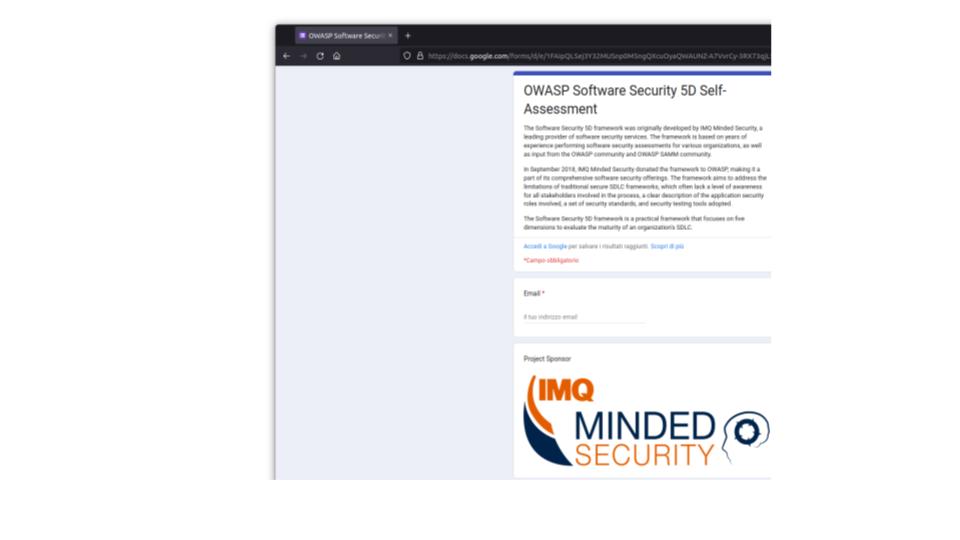 OWASP Software Securi
https://docs.google.com/forms/d/e/
OWASP Software Security 5D Self-
Assessment
The Software Security 5D framework was originally developed by IMQ Minded Security, a
leading provider of software security services. The framework is based on years of
experience performing software security assessments for various organizations, as well
as input from the OWASP community and OWASP SAMM community.
In September 2018, IMQ Minded Security donated the framework to OWASP, making it a
part of its comprehensive software security offerings. The framework aims to address the
limitations of traditional secure SDLC frameworks, which often lack a level of awareness
for all stakeholders involved in the process, a clear description of the application security
roles involved, a set of security standards, and security testing tools adopted.
The Software Security 5D framework is a practical framework that focuses on five
dimensions to evaluate the maturity of an organization's SDLC.
Accedi a Google per salvare i risultati raggiunti. Scopri di più
*Campo obbligatorio
Email *
Il tuo indirizzo email
Project Sponsor
IMQ
MINDED
SECURITY